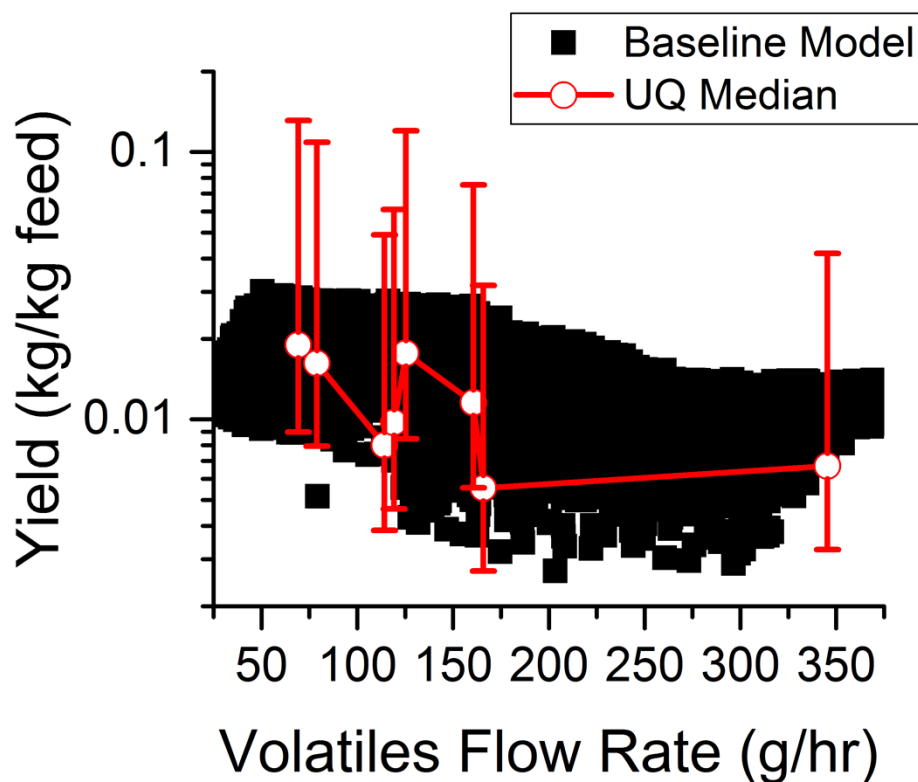 Baseline Model
UQ Median
Yield (kg/kg feed)
0.1
0.01
50 100 150 200 250 300 350
Volatiles Flow Rate (g/hr)